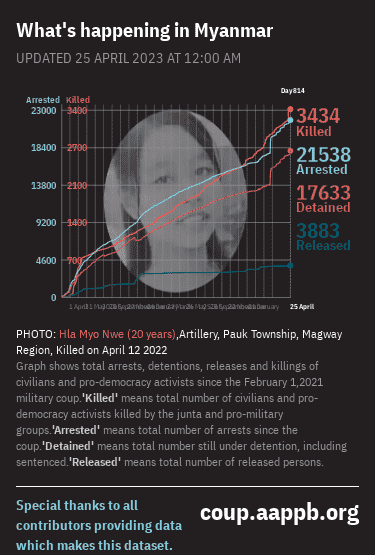 What's happening in Myanmar
UPDATED 25 APRIL 2023 AT 12:00 AM
Day814
Arrested Killed
23000 3400
18400 2700
13800 2100
9200 1400
4600 700
0
3434
Killed
21538
Arrested
17633
Detained
3883
Released
25 April
PHOTO: Hla Myo Nwe (20 years),Artillery, Pauk Township, Magway
Region, Killed on April 12 2022
Graph shows total arrests, detentions, releases and killings of
civilians and pro-democracy activists since the February 1,2021
military coup.'Killed' means total number of civilians and pro-
democracy activists killed by the junta and pro-military
groups.'Arrested' means total number of arrests since the
coup.'Detained' means total number still under detention, including
sentenced.'Released' means total number of released persons.
Special thanks to all
contributors providing data
which makes this dataset.
coup.aappb.org